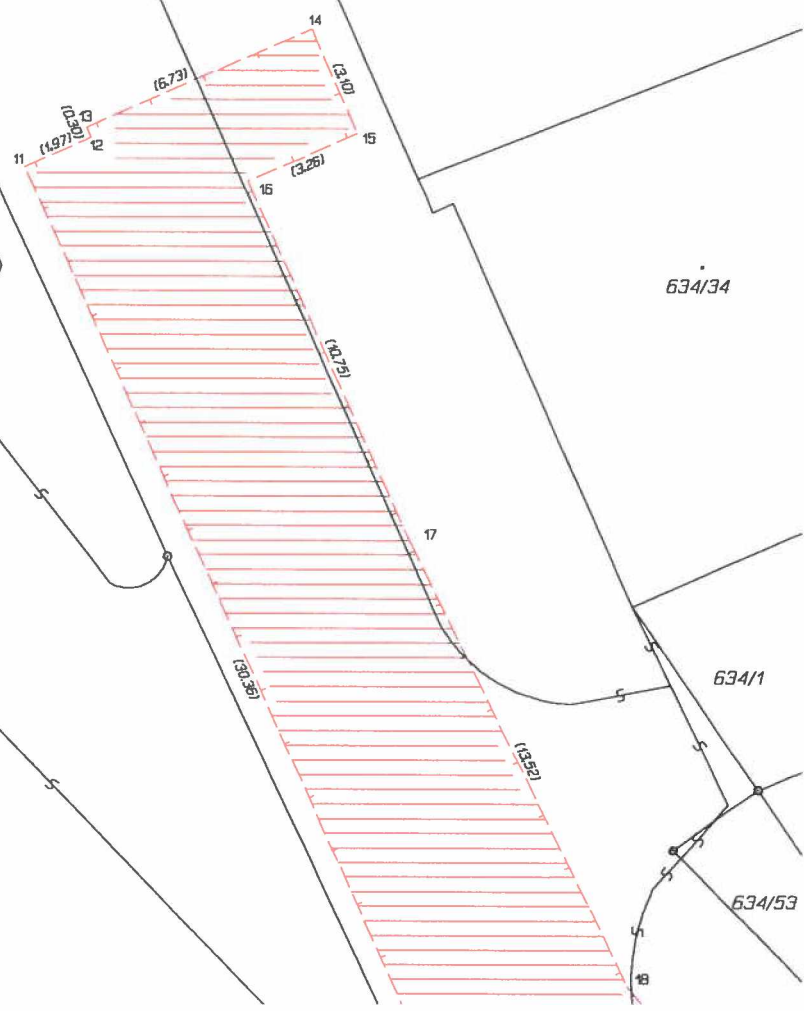 14
(6.73)
(3.10)
13
(0.30)
12
15
(1.97)
11
(3.26)
16
634/34
(10.75)
S
17
S
634/1
(30.36)
S
S
(13.52)
S
S
S
634/53
S
18